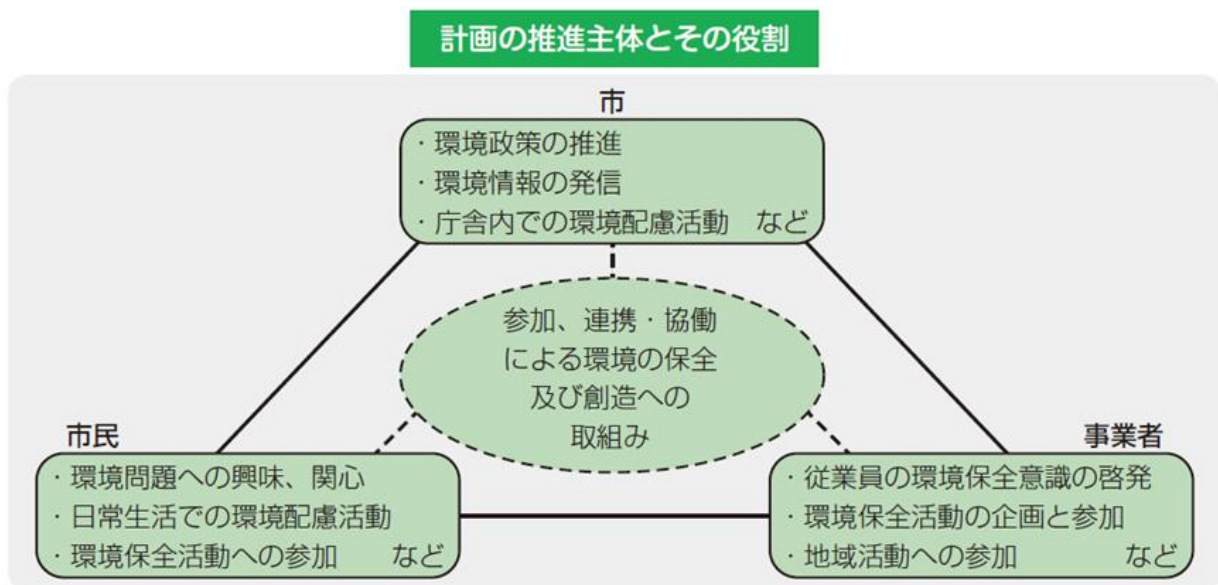 計画の推進主体とその役割
市
・環境政策の推進
・環境情報の発信
・庁舎内での環境配慮活動 など
参加、連携・協働
による環境の保全
及び創造への
取組み
市民
・環境問題への興味、関心
・日常生活での環境配慮活動
・環境保全活動への参加 など
事業者
・従業員の環境保全意識の啓発
・環境保全活動の企画と参加
・地域活動への参加 など